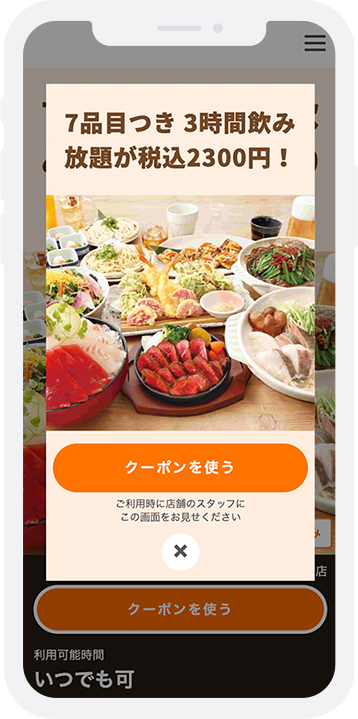 7品目つき 3時間飲み
放題が税込2300円！
クーポンを使う
ご利用時に店舗のスタッフに
この画面をお見せください
店
クーポンを使う
利用可能時間
いつでも可